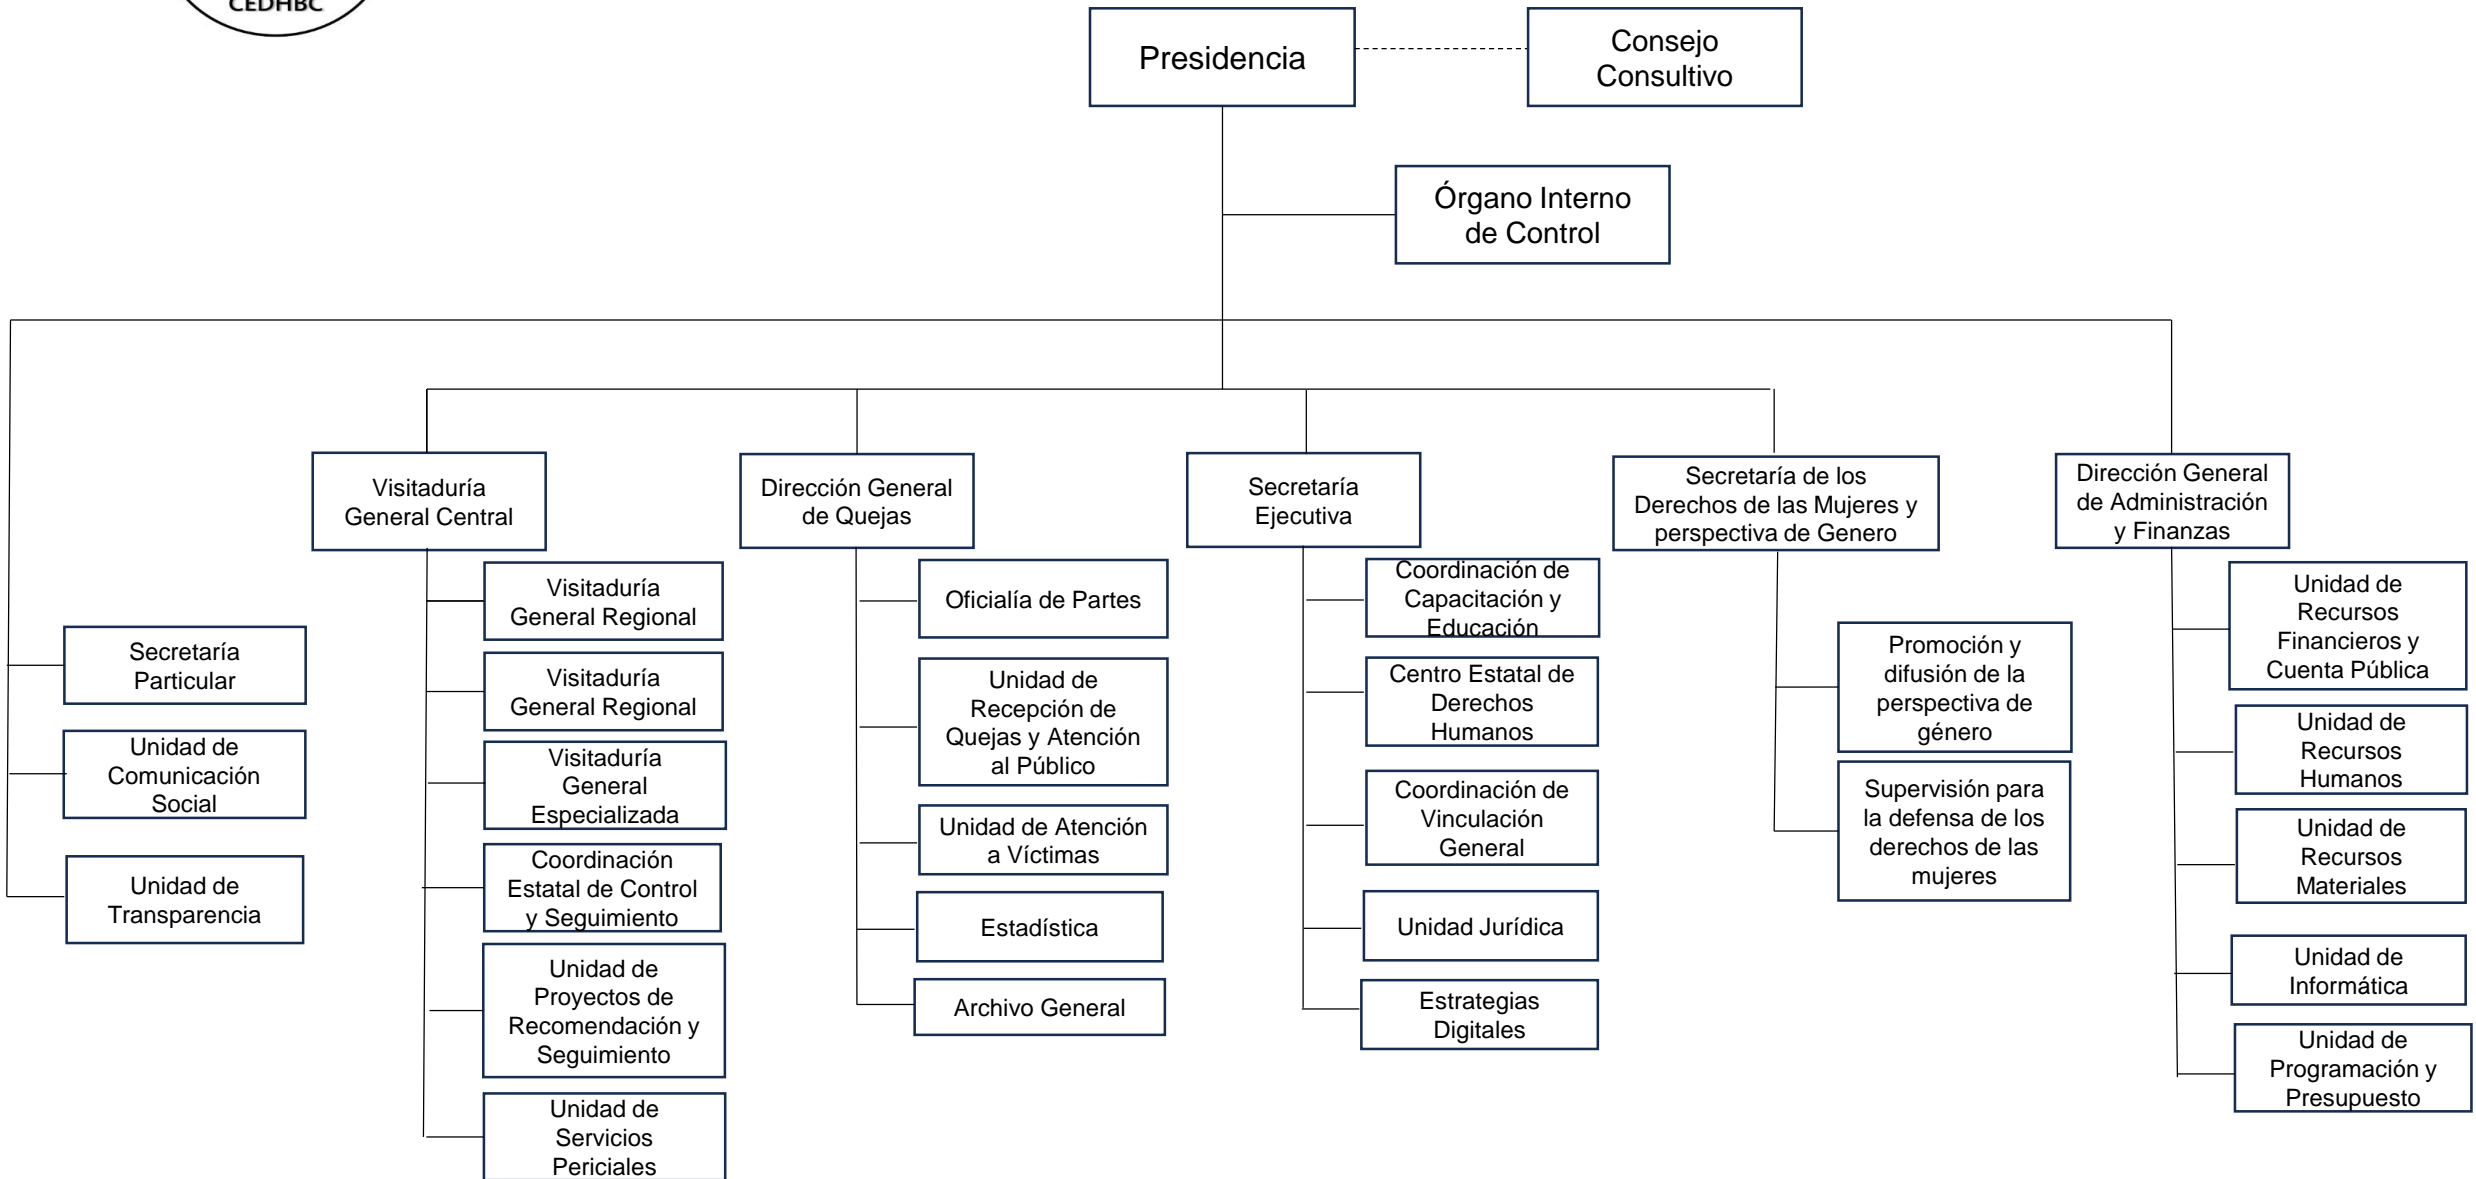 CEDHBC
Presidencia
Consejo
Consultivo
Órgano Interno
de Control
Visitaduría
General Central
Dirección General
de Quejas
Secretaría
Ejecutiva
Secretaría de los
Derechos de las Mujeres y
perspectiva de Genero
Dirección General
de Administración
y Finanzas
Secretaría
Particular
Unidad de
Comunicación
Social
Unidad de
Transparencia
Visitaduría
General Regional
Visitaduría
General Regional
Visitaduría
General
Especializada
Coordinación
Estatal de Control
y Seguimiento
Unidad de
Proyectos de
Recomendación y
Seguimiento
Unidad de
Servicios
Periciales
Oficialía de Partes
Unidad de
Recepción de
Quejas y Atención
al Público
Unidad de Atención
a Víctimas
Estadística
Archivo General
Coordinación de
Capacitación y
Educación
Centro Estatal de
Derechos
Humanos
Coordinación de
Vinculación
General
Unidad Jurídica
Estrategias
Digitales
Promoción y
difusión de la
perspectiva de
género
Supervisión para
la defensa de los
derechos de las
mujeres
Unidad de
Recursos
Financieros y
Cuenta Pública
Unidad de
Recursos
Humanos
Unidad de
Recursos
Materiales
Unidad de
Informática
Unidad de
Programación y
Presupuesto